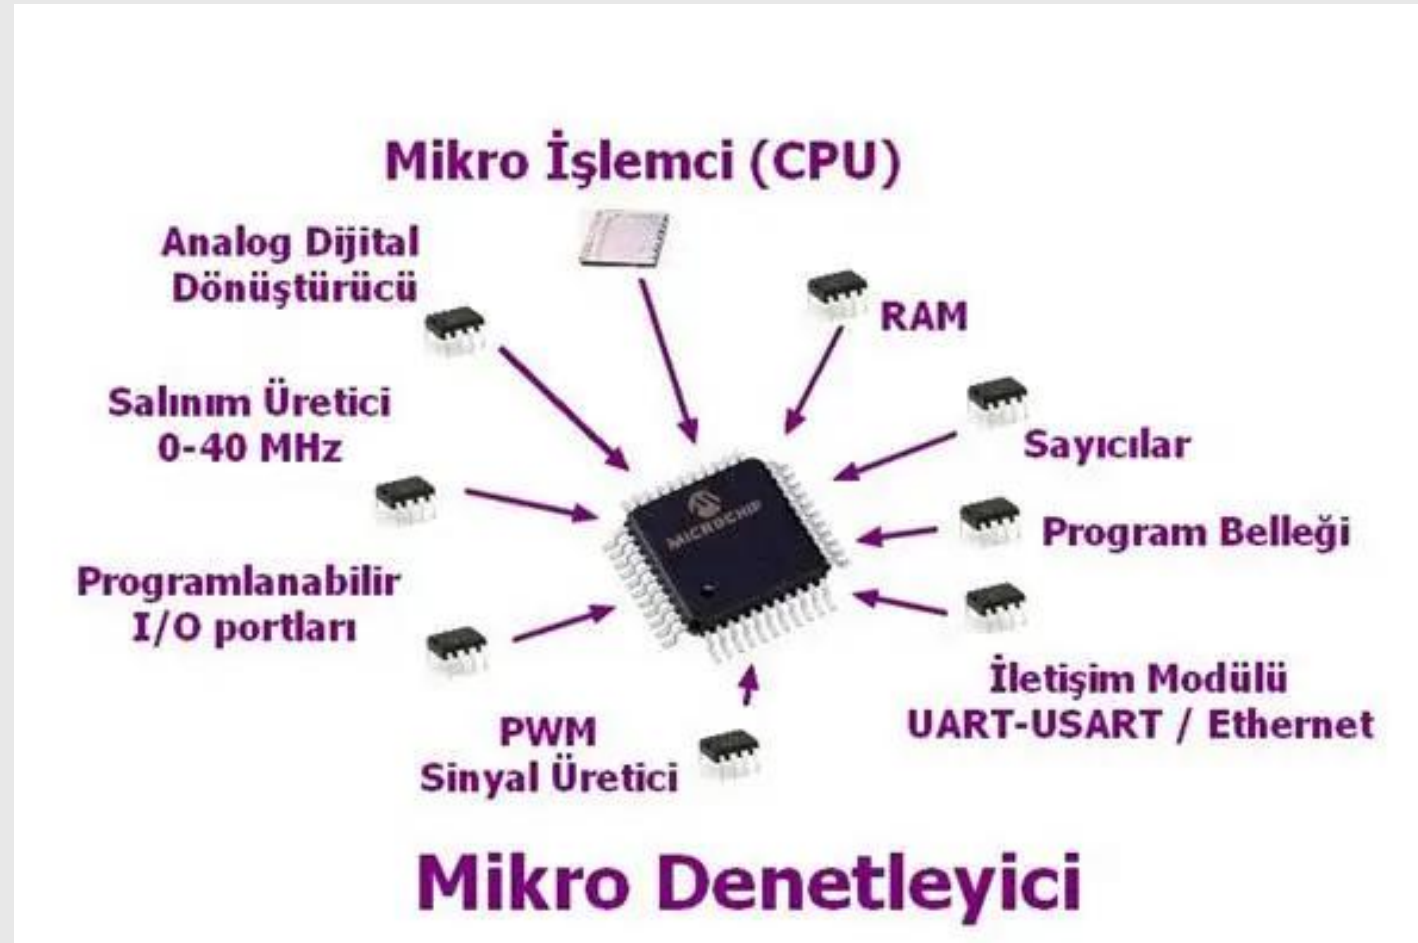 Mikro İşlemci (CPU)
Analog Dijital
Dönüştürücü
RAM
Salınım Üretici
0-40 MHz
Sayıcılar
MICROCHIP
Program Belleği
Programlanabilir
I/O portları
İletişim Modülü
UART-USART / Ethernet
PWM
Sinyal Üretici
Mikro Denetleyici